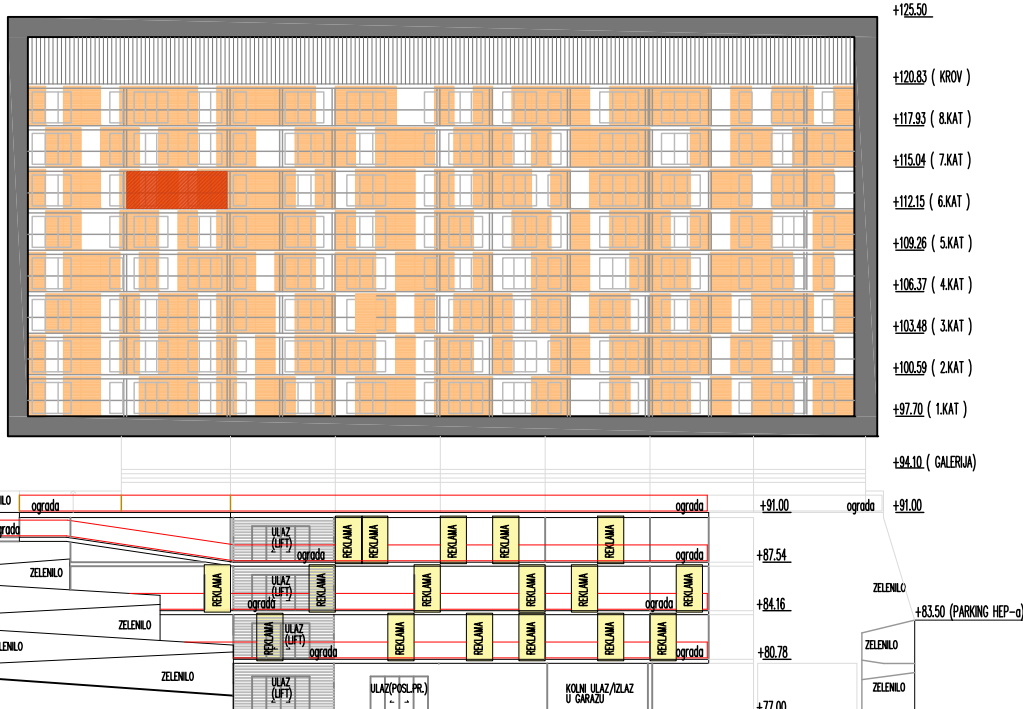 +125.50
+120.83 ( KROV )
+117.93 ( 8.KAT )
+115.04 ( 7.KAT )
+112.15 ( 6.KAT )
+109.26 ( 5.KAT )
+106.37 ( 4.KAT )
+103.48 ( 3.KAT )
+100.59 ( 2.KAT )
+97.70 ( 1.KAT )
+94.10 ( GALERIJA)
ILO
ograda
ograda
+91.00
ograda
+91.00
grada
ULAZ
(LIFT)
REKLAMA
REKLAMA
REKLAMA
REKLAMA
REKLAMA
ograda
ograda
+87.54
ZELENILO
REKLAMA
ULAZ
(LIFT)
REKLAMA
REKLAMA
REKLAMA
REKLAMA
REKLAMA
ZELENILO
ograda
ograda
+84.16
+83.50 (PARKING HEP-a)
ZELENILO
REKLAMA
ULAZ
(LIFT)
REKLAMA
REKLAMA
REKLAMA
REKLAMA
REKLAMA
ENILO
ograda
ograda
+80.78
ZELENILO
ZELENILO
ULAZ
(LIFT)
ULAZ(POSL.PR.)
KOLNI ULAZ/IZLAZ
U GARAŽU
ZELENILO
+77.00